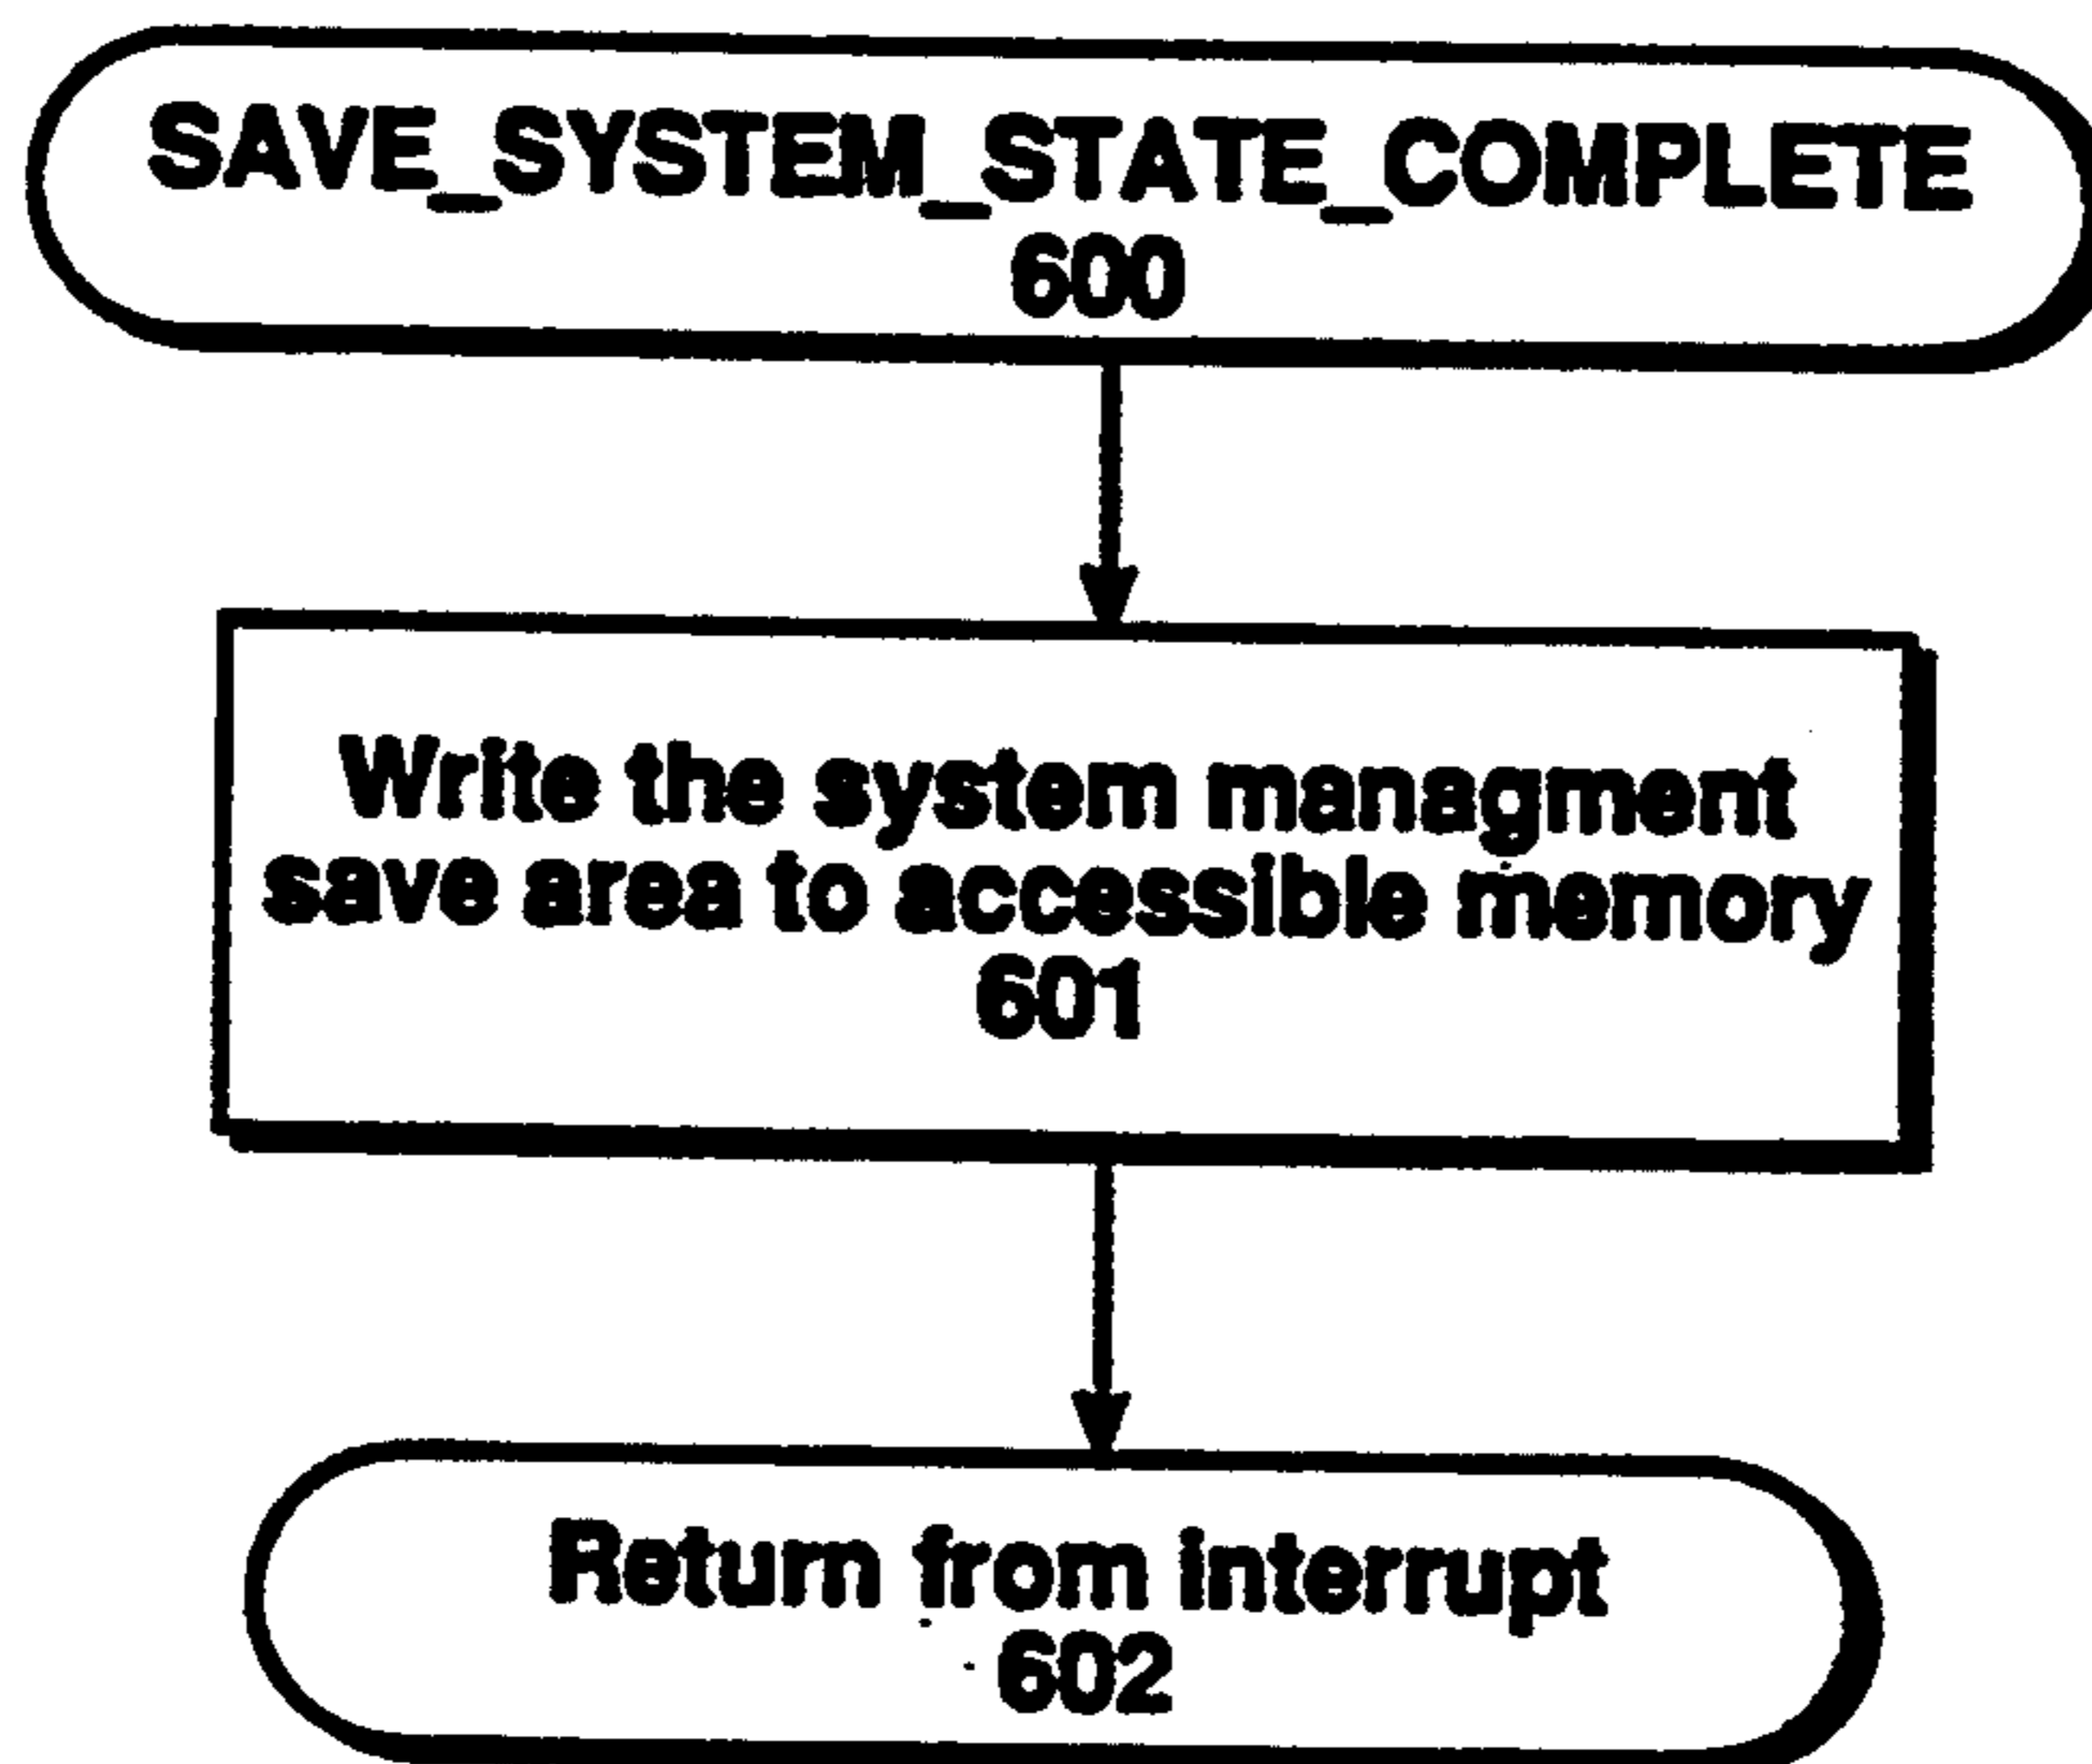 SAVE_SYSTEM_STATE_COMPLETE
600
Write the system managment
save area to accessible memory
601
Return from interrupt
602